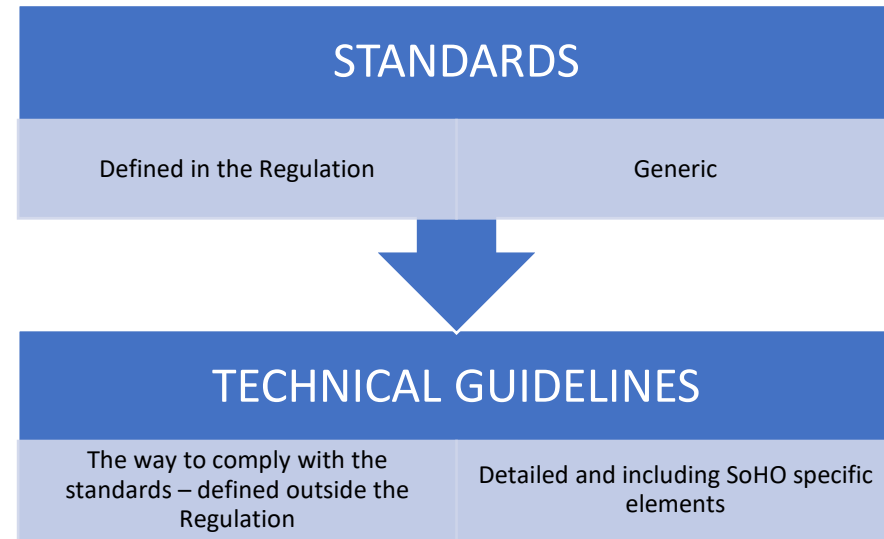 STANDARDS
Defined in the Regulation
Generic
TECHNICAL GUIDELINES
The way to comply with the
standards – defined outside the
Regulation
Detailed and including SoHO specific
elements